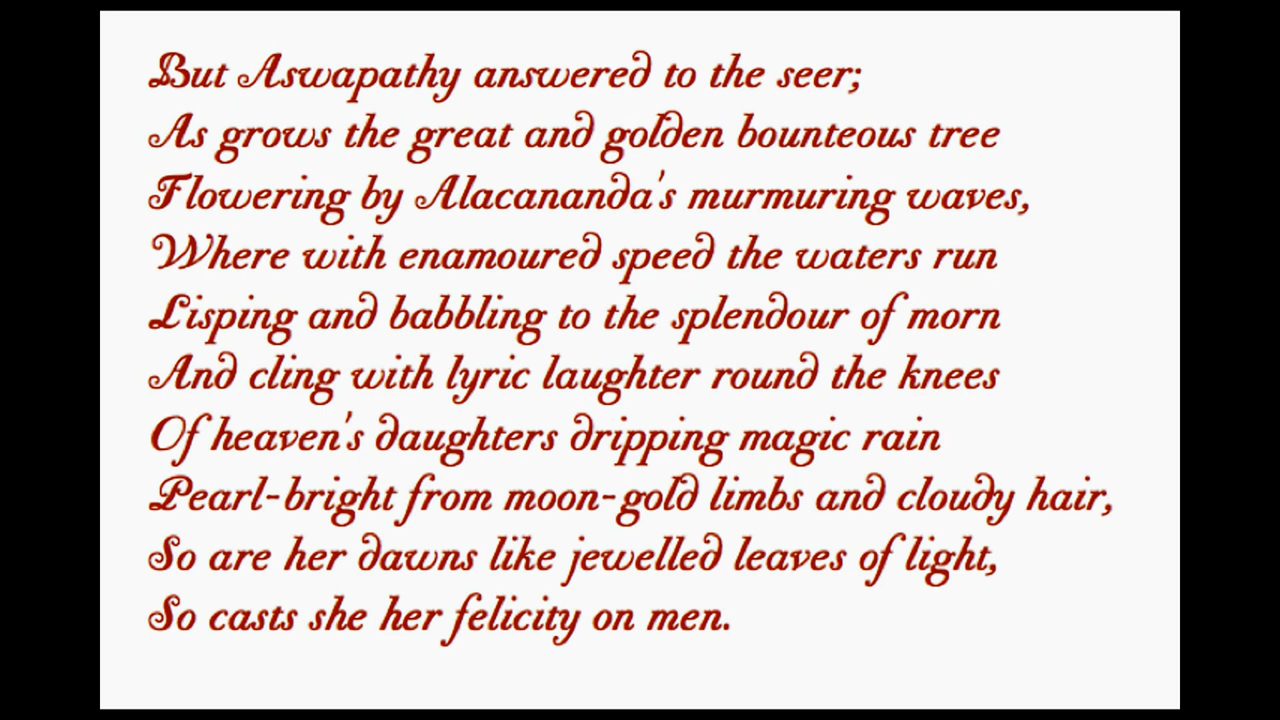 But Aswapathy answered to the seer;
As grows the great and golden bounteous tree
Flowering by Alacananda's murmuring waves,
Where with enamoured speed the waters run
Lisping and babbling to the splendour of morn
And cling with lyric laughter round the knees
Of heaven's daughters dripping magic rain
Pearl-bright from moon-gold limbs and cloudy hair,
So are her dawns like jewelled leaves of light,
So casts she her felicity on men.